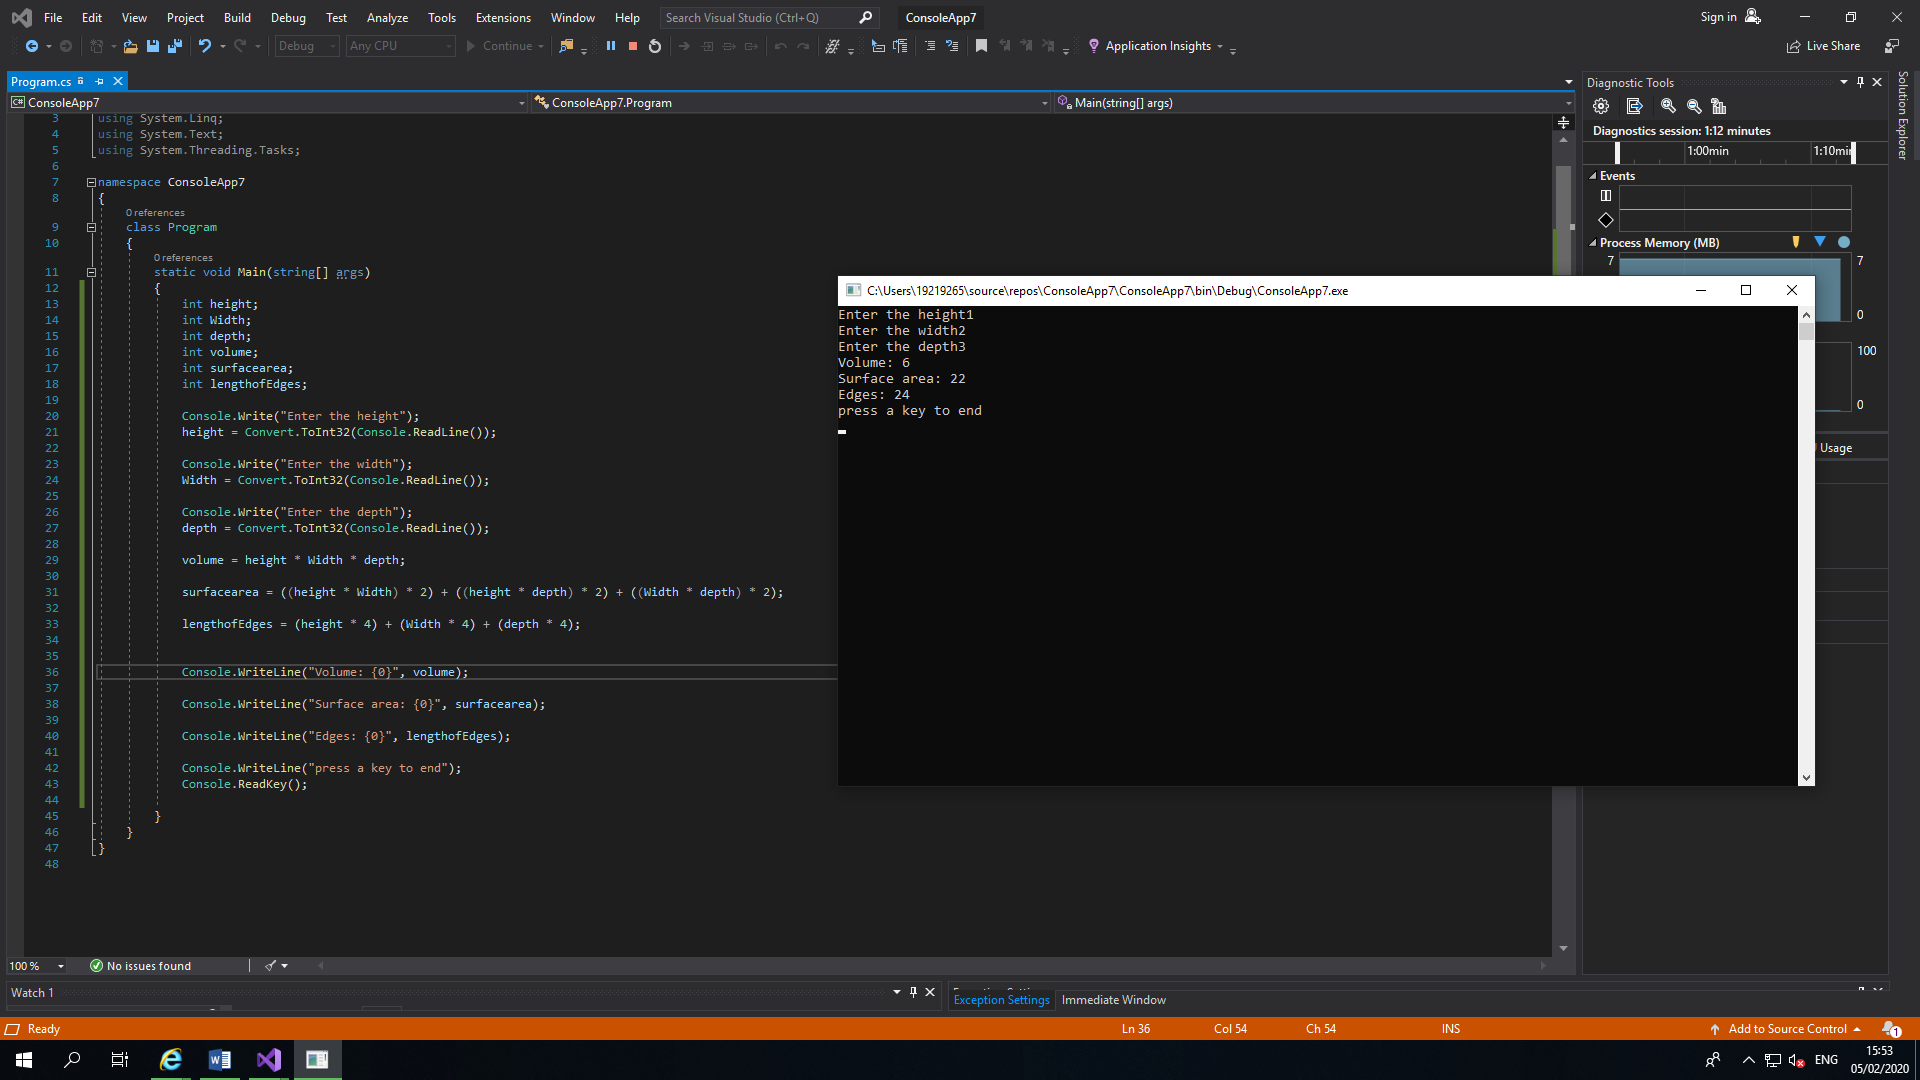 File Edit View Project Build Debug Test Analyze Tools Extensions Window Help Search Visual Studio (Ctrl+Q) ConsoleApp7 Sign in
Debug Any CPU Continue Application Insights Live Share
Program.cs
ConsoleApp7 ConsoleApp7.Program Main(string[] args)
3 using System.Linq;
4 using System.Text;
5 using System.Threading.Tasks;
6
7 namespace ConsoleApp7
8 {
0 references
9 class Program
10 {
0 references
11 static void Main(string[] args)
12 {
13 int height;
14 int Width;
15 int depth;
16 int volume;
17 int surfacearea;
18 int lengthofEdges;
19
20 Console.Write("Enter the height");
21 height = Convert.ToInt32(Console.ReadLine());
22
23 Console.Write("Enter the width");
24 Width = Convert.ToInt32(Console.ReadLine());
25
26 Console.Write("Enter the depth");
27 depth = Convert.ToInt32(Console.ReadLine());
28
29 volume = height * Width * depth;
30
31 surfacearea = ((height * Width) * 2) + ((height * depth) * 2) + ((Width * depth) * 2);
32
33 lengthofEdges = (height * 4) + (Width * 4) + (depth * 4);
34
35
36 Console.WriteLine("Volume: {0}", volume);
37
38 Console.WriteLine("Surface area: {0}", surfacearea);
39
40 Console.WriteLine("Edges: {0}", lengthofEdges);
41
42 Console.WriteLine("press a key to end");
43 Console.ReadKey();
44
45 }
46 }
47 }
48
C:\Users\19219265\source\repos\ConsoleApp7\ConsoleApp7\bin\Debug\ConsoleApp7.exe
Enter the height1
Enter the width2
Enter the depth3
Volume: 6
Surface area: 22
Edges: 24
press a key to end
Diagnostic Tools
Diagnostics session: 1:12 minutes
1:00min 1:10min
Events
Process Memory (MB)
7 7
0
100
0
Usage
Solution Explorer
100 % No issues found
Watch 1
Exception Settings Immediate Window
Ready Ln 36 Col 54 Ch 54 INS Add to Source Control 1
ENG 15:53
05/02/2020